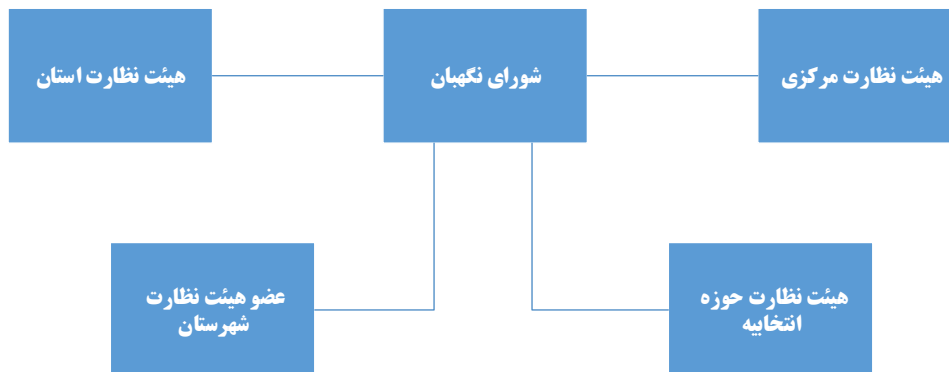 هیئت نظارت مرکزی
شورای نگهبان
هیئت نظارت استان
هیئت نظارت حوزه
انتخابیه
عضو هیئت نظارت
شهرستان